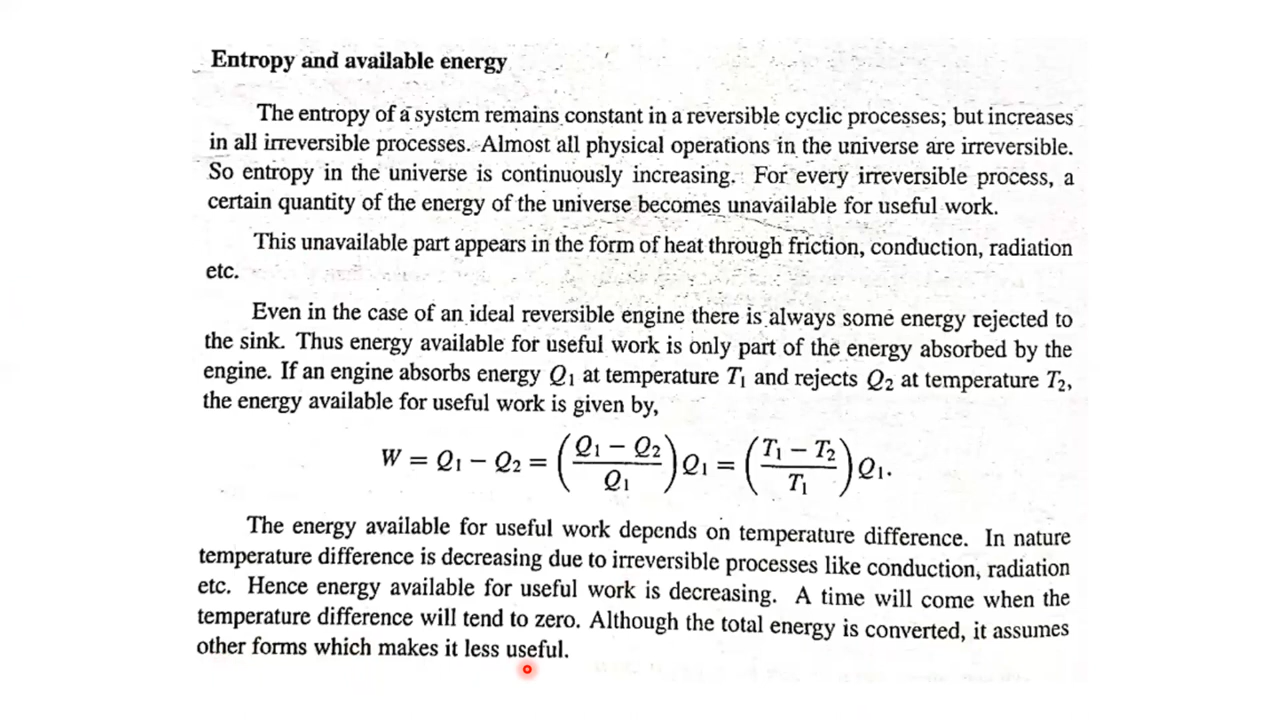 Entropy and available energy
The entropy of a system remains constant in a reversible cyclic processes; but increases
in all irreversible processes. Almost all physical operations in the universe are irreversible.
So entropy in the universe is continuously increasing. For every irreversible process, a
certain quantity of the energy of the universe becomes unavailable for useful work.
This unavailable part appears in the form of heat through friction, conduction, radiation
etc.
Even in the case of an ideal reversible engine there is always some energy rejected to
the sink. Thus energy available for useful work is only part of the energy absorbed by the
engine. If an engine absorbs energy Q₁ at temperature T₁ and rejects Q₂ at temperature T₂,
the energy available for useful work is given by,
W = Q₁ − Q₂ = ((Q₁ − Q₂)/Q₁) Q₁ = ((T₁ − T₂)/T₁) Q₁.
The energy available for useful work depends on temperature difference. In nature
temperature difference is decreasing due to irreversible processes like conduction, radiation
etc. Hence energy available for useful work is decreasing. A time will come when the
temperature difference will tend to zero. Although the total energy is converted, it assumes
other forms which makes it less useful.